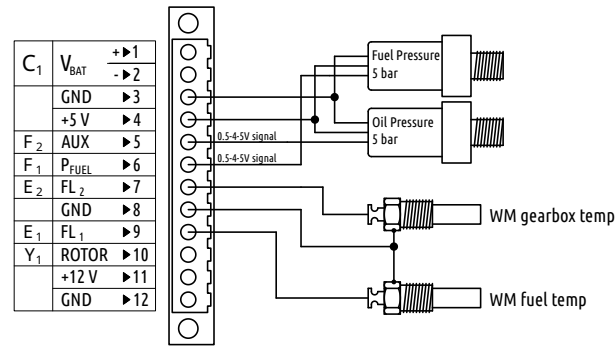 C₁ V_BAT + ▶1
- ▶2
GND ▶3
+5 V ▶4
F₂ AUX ▶5
F₁ P_FUEL ▶6
E₂ FL₂ ▶7
GND ▶8
E₁ FL₁ ▶9
Y₁ ROTOR ▶10
+12 V ▶11
GND ▶12
0.5-4-5V signal
0.5-4-5V signal
Fuel Pressure
5 bar
Oil Pressure
5 bar
WM gearbox temp
WM fuel temp